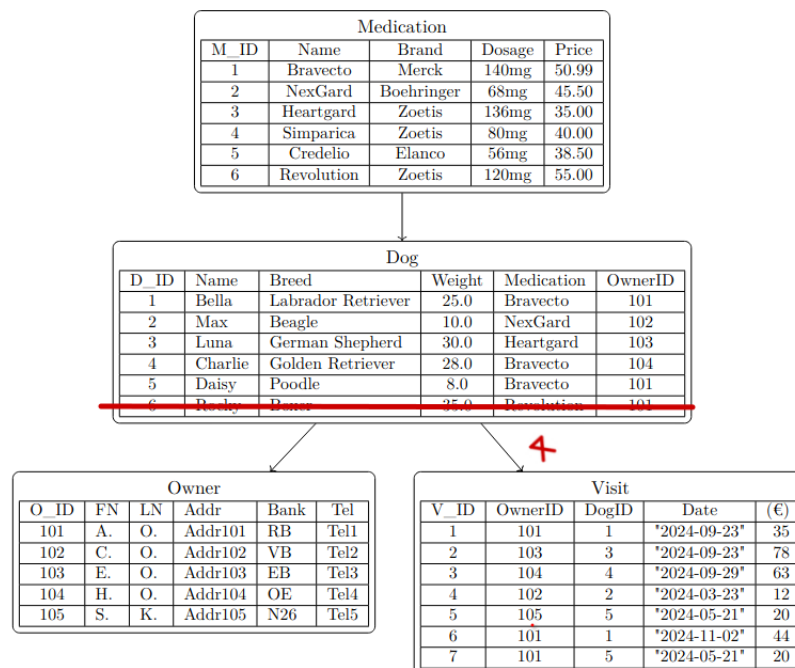 Medication
M_ID Name Brand Dosage Price
1 Bravecto Merck 140mg 50.99
2 NexGard Boehringer 68mg 45.50
3 Heartgard Zoetis 136mg 35.00
4 Simparica Zoetis 80mg 40.00
5 Credelio Elanco 56mg 38.50
6 Revolution Zoetis 120mg 55.00
Dog
D_ID Name Breed Weight Medication OwnerID
1 Bella Labrador Retriever 25.0 Bravecto 101
2 Max Beagle 10.0 NexGard 102
3 Luna German Shepherd 30.0 Heartgard 103
4 Charlie Golden Retriever 28.0 Bravecto 104
5 Daisy Poodle 8.0 Bravecto 101
6 Rocky Boxer 35.0 Revolution 101
Owner
O_ID FN LN Addr Bank Tel
101 A. O. Addr101 RB Tel1
102 C. O. Addr102 VB Tel2
103 E. O. Addr103 EB Tel3
104 H. O. Addr104 OE Tel4
105 S. K. Addr105 N26 Tel5
Visit
V_ID OwnerID DogID Date (€)
1 101 1 "2024-09-23" 35
2 103 3 "2024-09-23" 78
3 104 4 "2024-09-29" 63
4 102 2 "2024-03-23" 12
5 105 5 "2024-05-21" 20
6 101 1 "2024-11-02" 44
7 101 5 "2024-05-21" 20